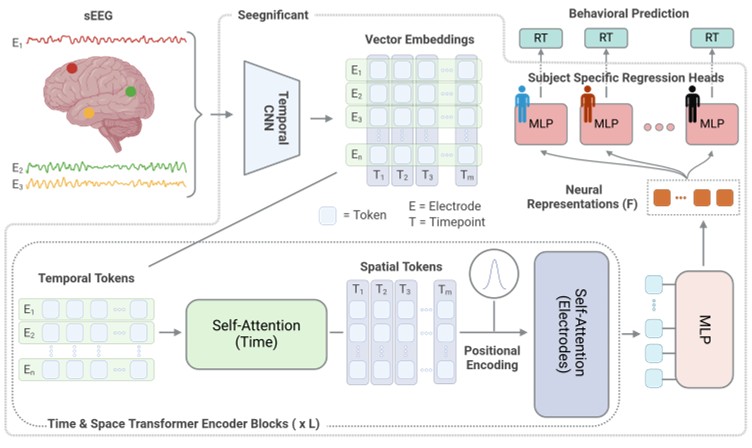 sEEG
Seegnificant
Behavioral Prediction
E1
RT
RT
RT
Vector Embeddings
Subject Specific Regression Heads
Temporal
CNN
E1
E2
E3
En
T1 T2 T3 Tm
MLP
MLP
MLP
E2
E3
= Token
E = Electrode
T = Timepoint
Neural
Representations (F)
Temporal Tokens
E1
E2
En
Self-Attention
(Time)
Spatial Tokens
T1 T2 T3 Tm
Positional
Encoding
Self-Attention
(Electrodes)
MLP
Time & Space Transformer Encoder Blocks ( x L)